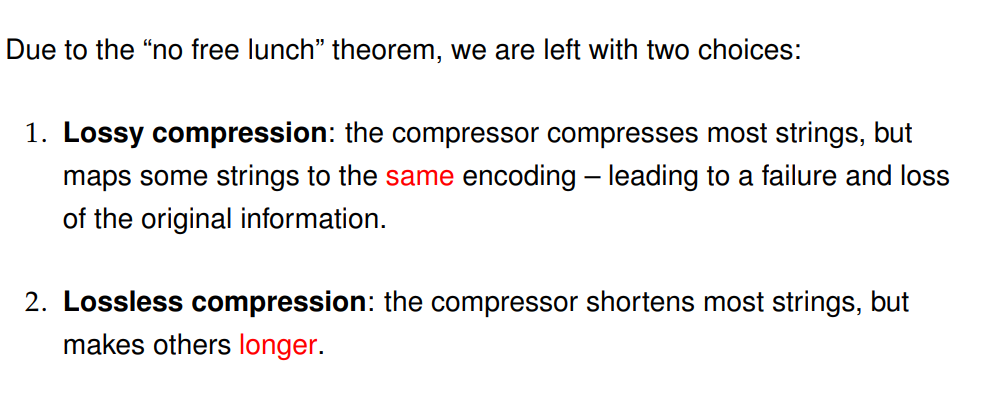 Due to the “no free lunch” theorem, we are left with two choices:
1. Lossy compression: the compressor compresses most strings, but
maps some strings to the same encoding – leading to a failure and loss
of the original information.
2. Lossless compression: the compressor shortens most strings, but
makes others longer.